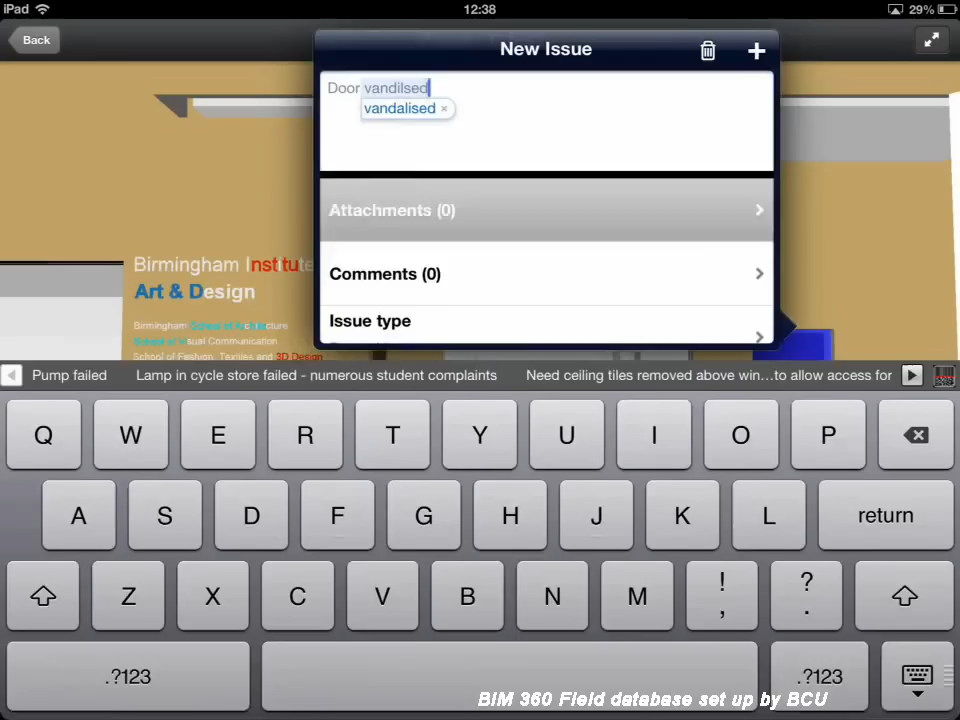 iPad 12:38 29%
Back
New Issue
Door vandilsed
vandalised ×
Attachments (0)
Comments (0)
Issue type
Birmingham Institute
Art & Design
Birmingham School of Architecture
School of Visual Communication
School of Fashion, Textiles and 3D Design
Pump failed Lamp in cycle store failed - numerous student complaints Need ceiling tiles removed above win...to allow access for
Q W E R T Y U I O P
A S D F G H J K L return
Z X C V B N M ! , ? .
.?123 .?123
BIM 360 Field database set up by BCU